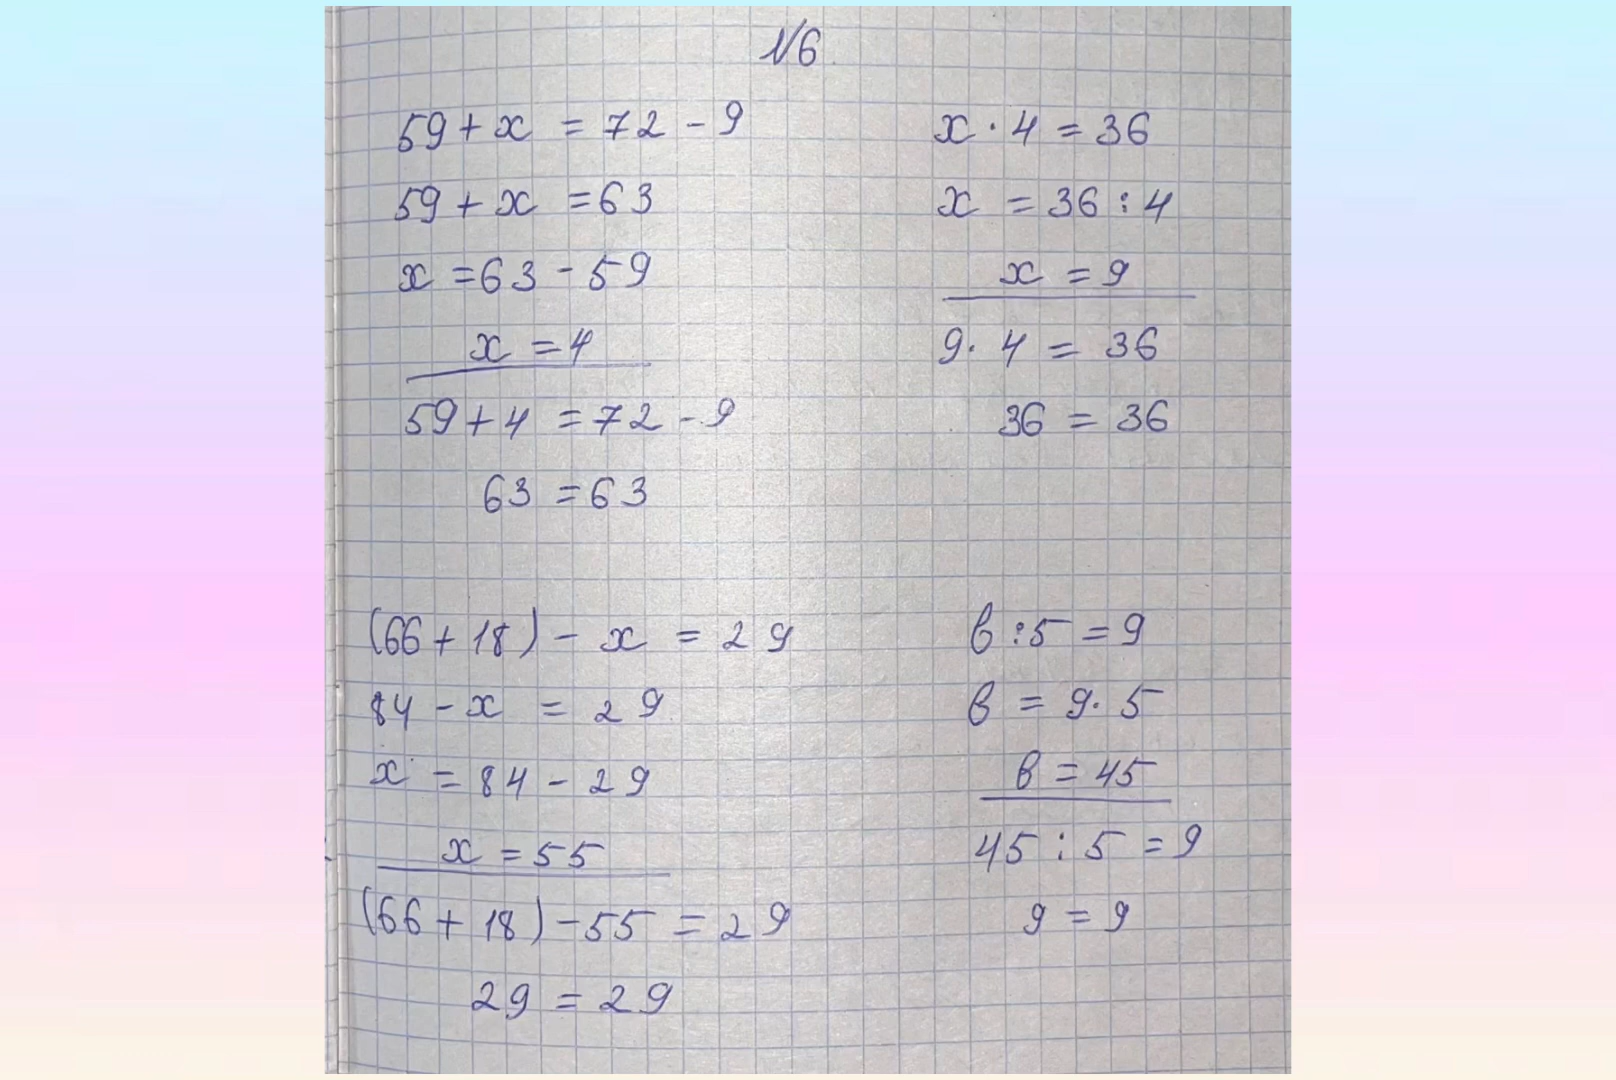 №6
59 + x = 72 - 9
59 + x = 63
x = 63 - 59
x = 4
59 + 4 = 72 - 9
63 = 63
x · 4 = 36
x = 36 : 4
x = 9
9 · 4 = 36
36 = 36
(66 + 18) - x = 29
84 - x = 29
x = 84 - 29
x = 55
(66 + 18) - 55 = 29
29 = 29
в : 5 = 9
в = 9 · 5
в = 45
45 : 5 = 9
9 = 9